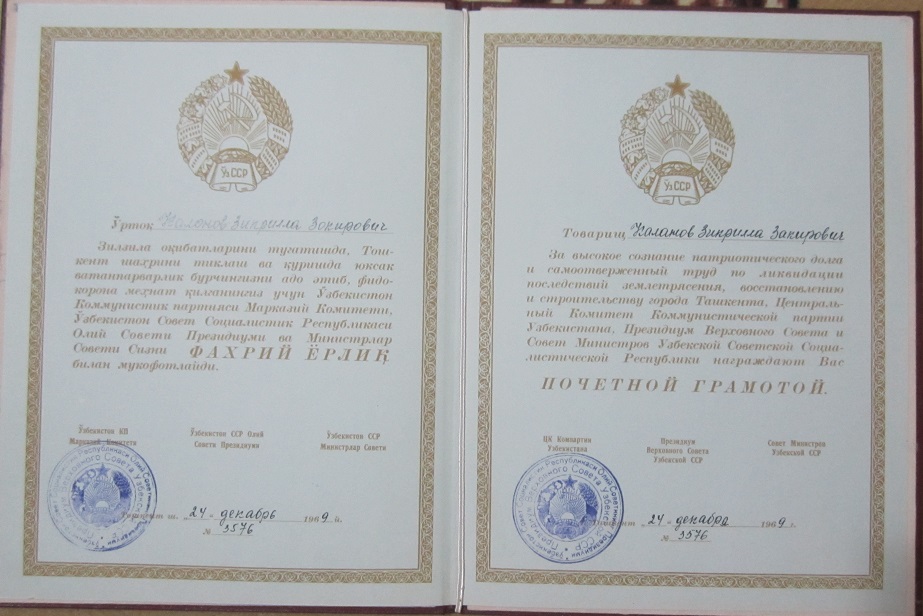 ЎзССР
Ўртоқ Каланов Зикрилла Зокирович
Зилзила оқибатларини тугатишда, Тош-
кент шаҳрини тиклаш ва қуришда юксак
ватанпарварлик бурчингизни адо этиб, фидо-
корона меҳнат қилганингиз учун Ўзбекистон
Коммунистик партияси Марказий Комитети,
Ўзбекистон Совет Социалистик Республикаси
Олий Совети Президиуми ва Министрлар
Совети Сизни ФАХРИЙ ЁРЛИҚ
билан мукофотлайди.
Ўзбекистон КП
Марказий Комитети
Ўзбекистон ССР Олий
Совети Президиуми
Ўзбекистон ССР
Министрлар Совети
24 декабрь 1969 й.
№ 3576
ЎзССР
Товарищ Каланов Зикрилла Закирович
За высокое сознание патриотического долга
и самоотверженный труд по ликвидации
последствий землетрясения, восстановлению
и строительству города Ташкента, Централь-
ный Комитет Коммунистической партии
Узбекистана, Президиум Верховного Совета и
Совет Министров Узбекской Советской Социа-
листической Республики награждают Вас
ПОЧЕТНОЙ ГРАМОТОЙ.
ЦК Компартии
Узбекистана
Президиум
Верховного Совета
Узбекской ССР
Совет Министров
Узбекской ССР
24 декабря 1969 г.
№ 3576